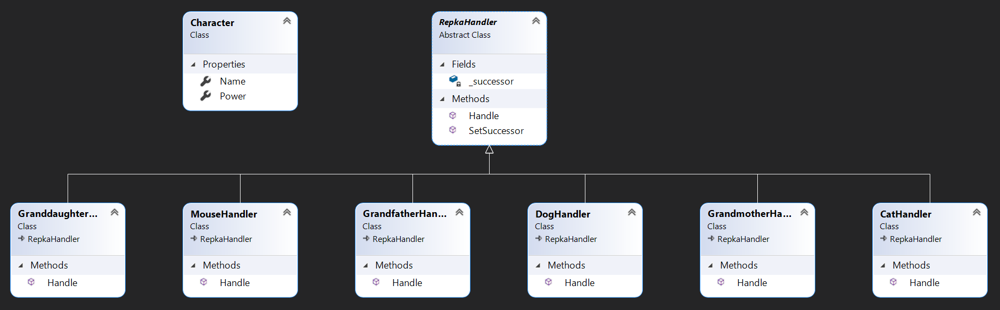 Character
Class
Properties
Name
Power
RepkaHandler
Abstract Class
Fields
_successor
Methods
Handle
SetSuccessor
Granddaughter...
Class
RepkaHandler
Methods
Handle
MouseHandler
Class
RepkaHandler
Methods
Handle
GrandfatherHan...
Class
RepkaHandler
Methods
Handle
DogHandler
Class
RepkaHandler
Methods
Handle
GrandmotherHa...
Class
RepkaHandler
Methods
Handle
CatHandler
Class
RepkaHandler
Methods
Handle